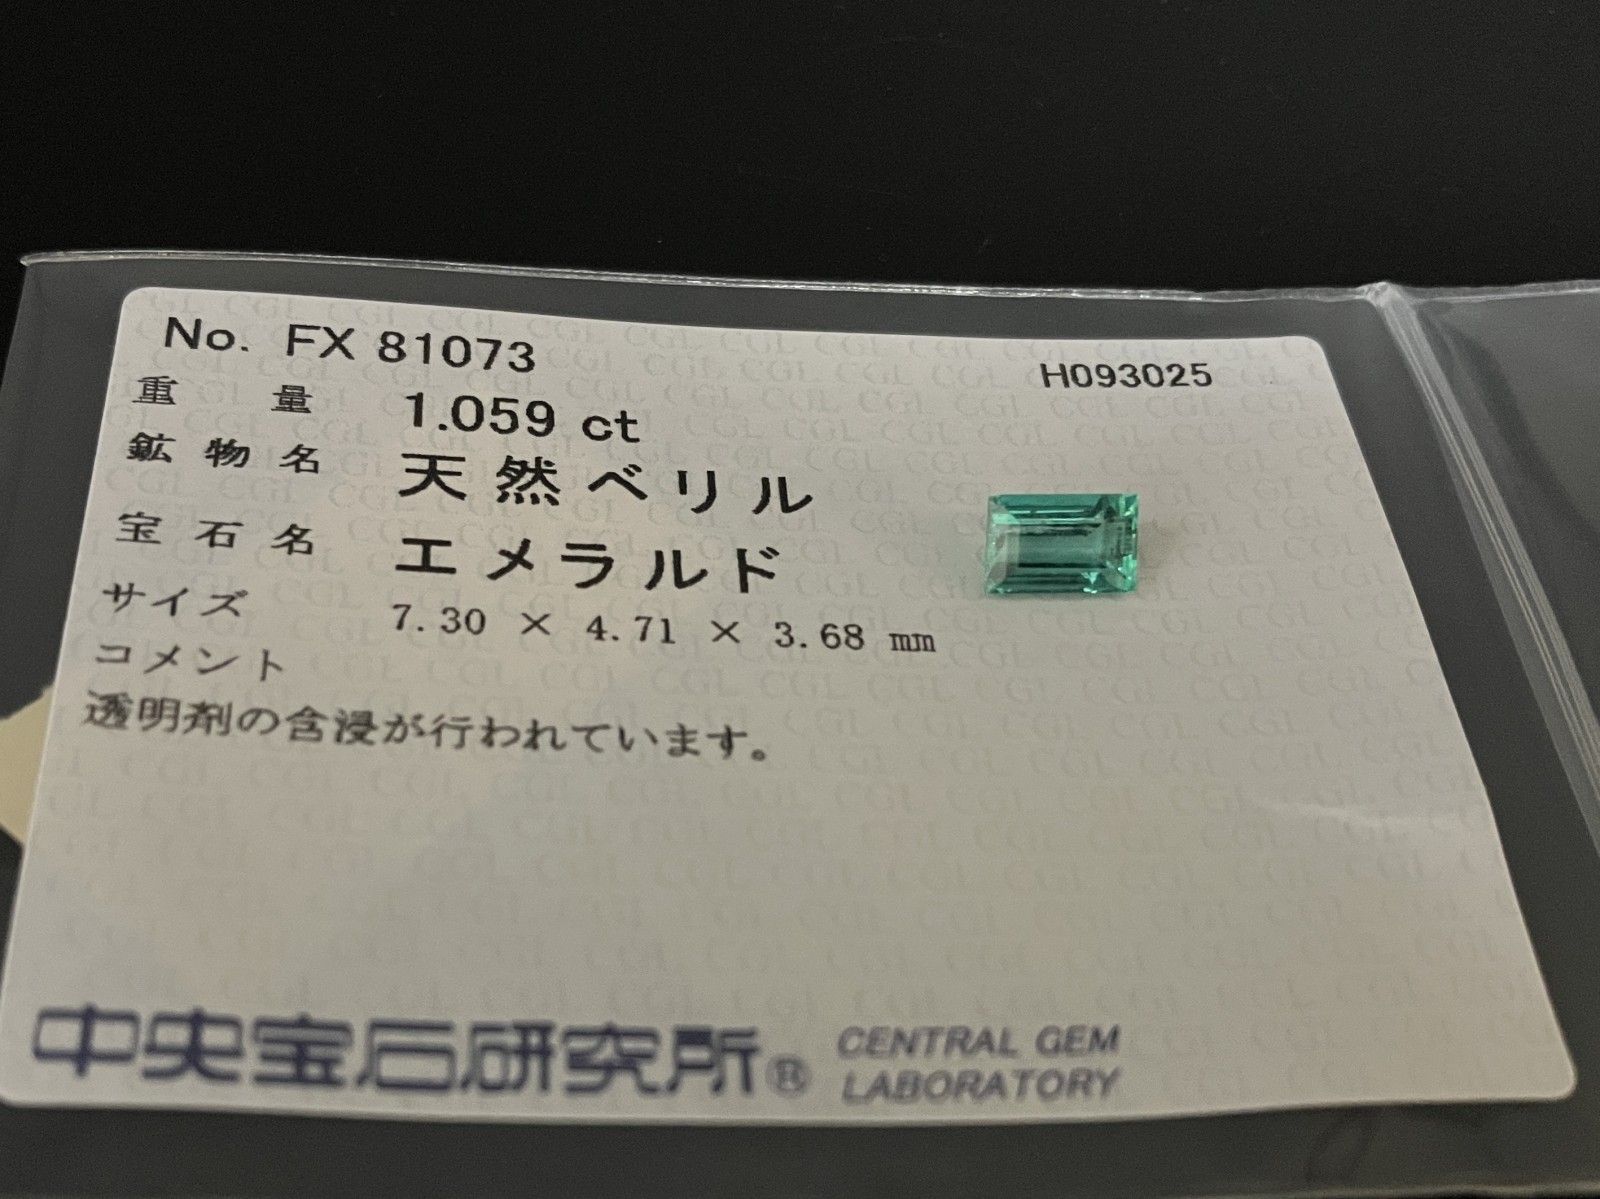 No. FX 81073
H093025
重量 1.059 ct
鉱物名 天然ベリル
宝石名 エメラルド
サイズ 7.30 × 4.71 × 3.68 mm
コメント
透明剤の含浸が行われています。
中央宝石研究所® CENTRAL GEM
LABORATORY